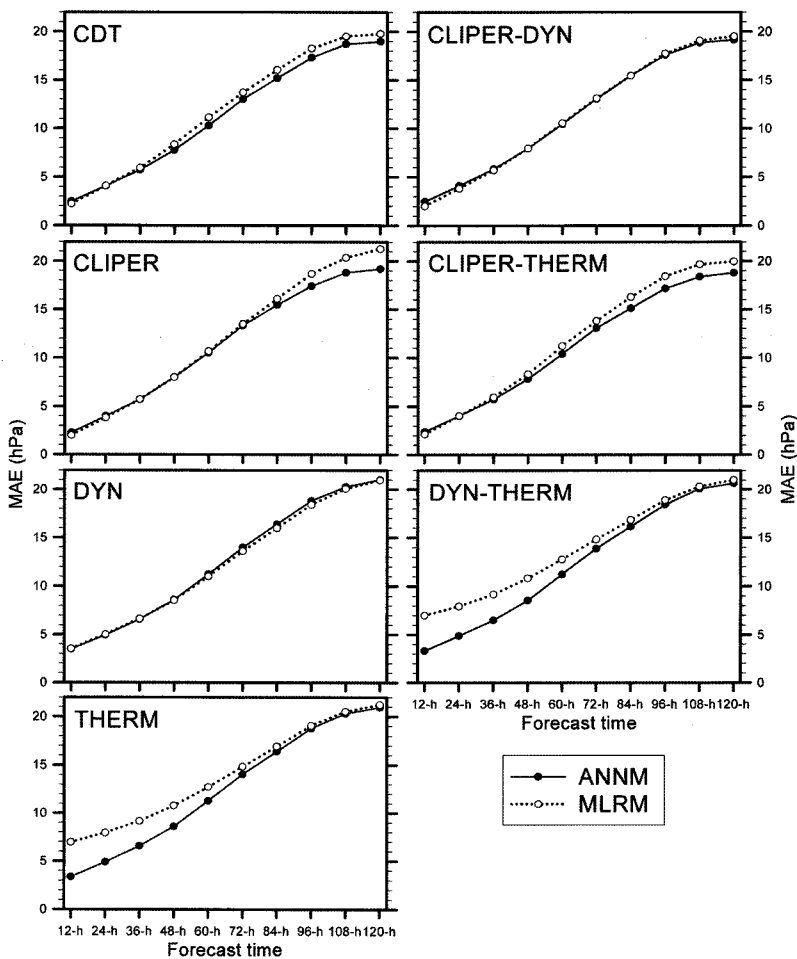 CDT
20
15
10
5
0
CLIPER-DYN
20
15
10
5
0
CLIPER
20
15
10
5
0
CLIPER-THERM
20
15
10
5
0
MAE (hPa)
MAE (hPa)
DYN
20
15
10
5
0
DYN-THERM
20
15
10
5
0
12-h 24-h 36-h 48-h 60-h 72-h 84-h 96-h 108-h 120-h
Forecast time
THERM
20
15
10
5
0
12-h 24-h 36-h 48-h 60-h 72-h 84-h 96-h 108-h 120-h
Forecast time
ANNM
MLRM